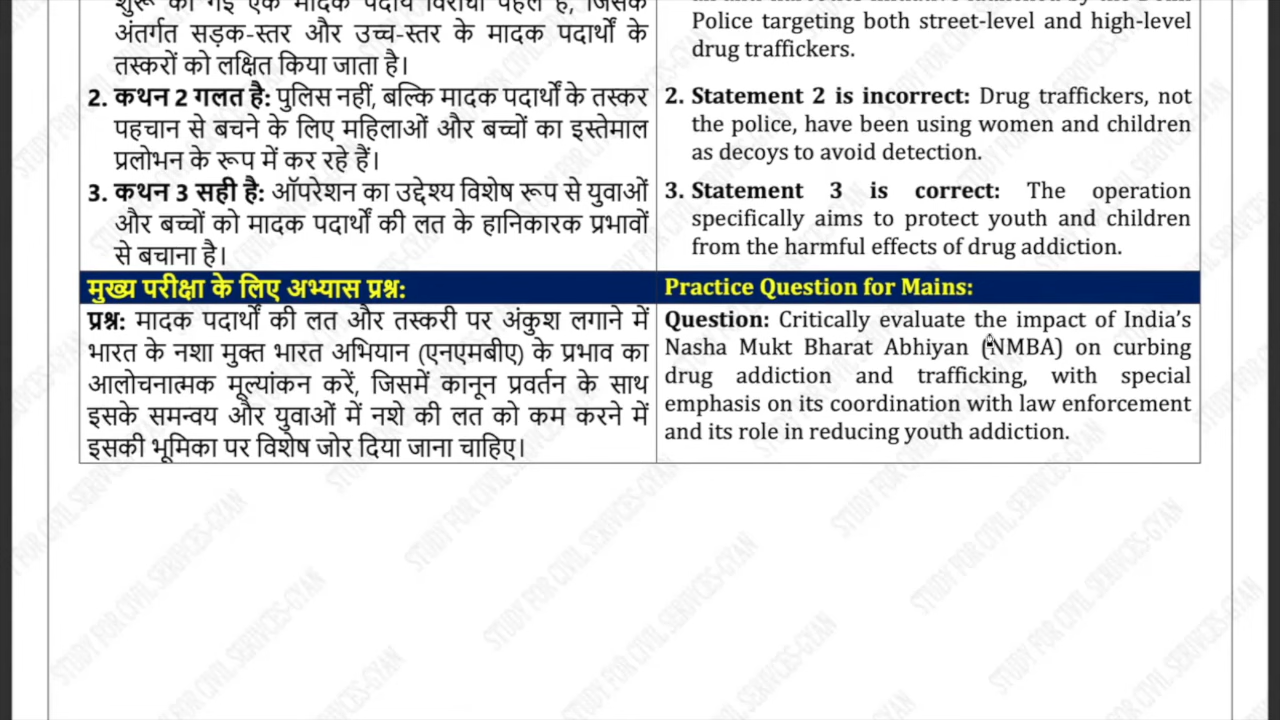 शुरू की गई एक मादक पदार्थ विरोधी पहल है, जिसके
अंतर्गत सड़क-स्तर और उच्च-स्तर के मादक पदार्थों के
तस्करों को लक्षित किया जाता है।
2. कथन 2 गलत है: पुलिस नहीं, बल्कि मादक पदार्थों के तस्कर
पहचान से बचने के लिए महिलाओं और बच्चों का इस्तेमाल
प्रलोभन के रूप में कर रहे हैं।
3. कथन 3 सही है: ऑपरेशन का उद्देश्य विशेष रूप से युवाओं
और बच्चों को मादक पदार्थों की लत के हानिकारक प्रभावों
से बचाना है।
Police targeting both street-level and high-level
drug traffickers.
2. Statement 2 is incorrect: Drug traffickers, not
the police, have been using women and children
as decoys to avoid detection.
3. Statement 3 is correct: The operation
specifically aims to protect youth and children
from the harmful effects of drug addiction.
मुख्य परीक्षा के लिए अभ्यास प्रश्न:
Practice Question for Mains:
प्रश्न: मादक पदार्थों की लत और तस्करी पर अंकुश लगाने में
भारत के नशा मुक्त भारत अभियान (एनएमबीए) के प्रभाव का
आलोचनात्मक मूल्यांकन करें, जिसमें कानून प्रवर्तन के साथ
इसके समन्वय और युवाओं में नशे की लत को कम करने में
इसकी भूमिका पर विशेष जोर दिया जाना चाहिए।
Question: Critically evaluate the impact of India’s
Nasha Mukt Bharat Abhiyan (NMBA) on curbing
drug addiction and trafficking, with special
emphasis on its coordination with law enforcement
and its role in reducing youth addiction.